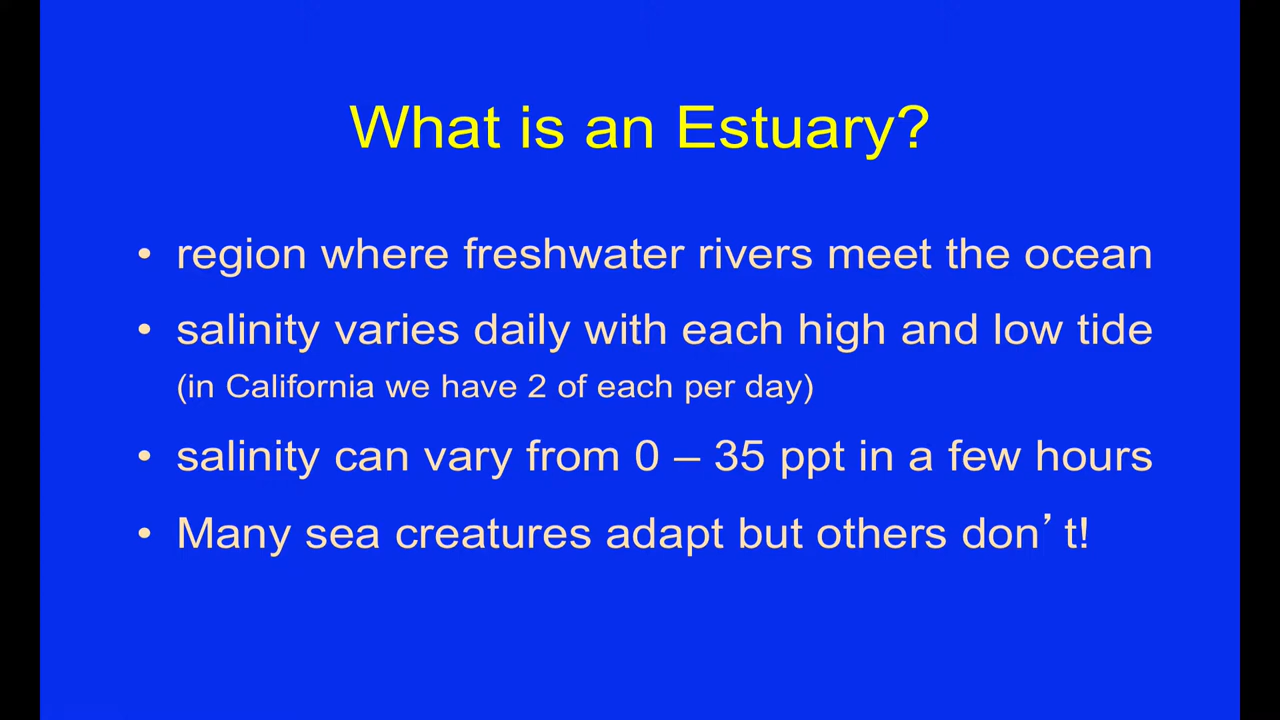 What is an Estuary?
• region where freshwater rivers meet the ocean
• salinity varies daily with each high and low tide
(in California we have 2 of each per day)
• salinity can vary from 0 – 35 ppt in a few hours
• Many sea creatures adapt but others don’t!